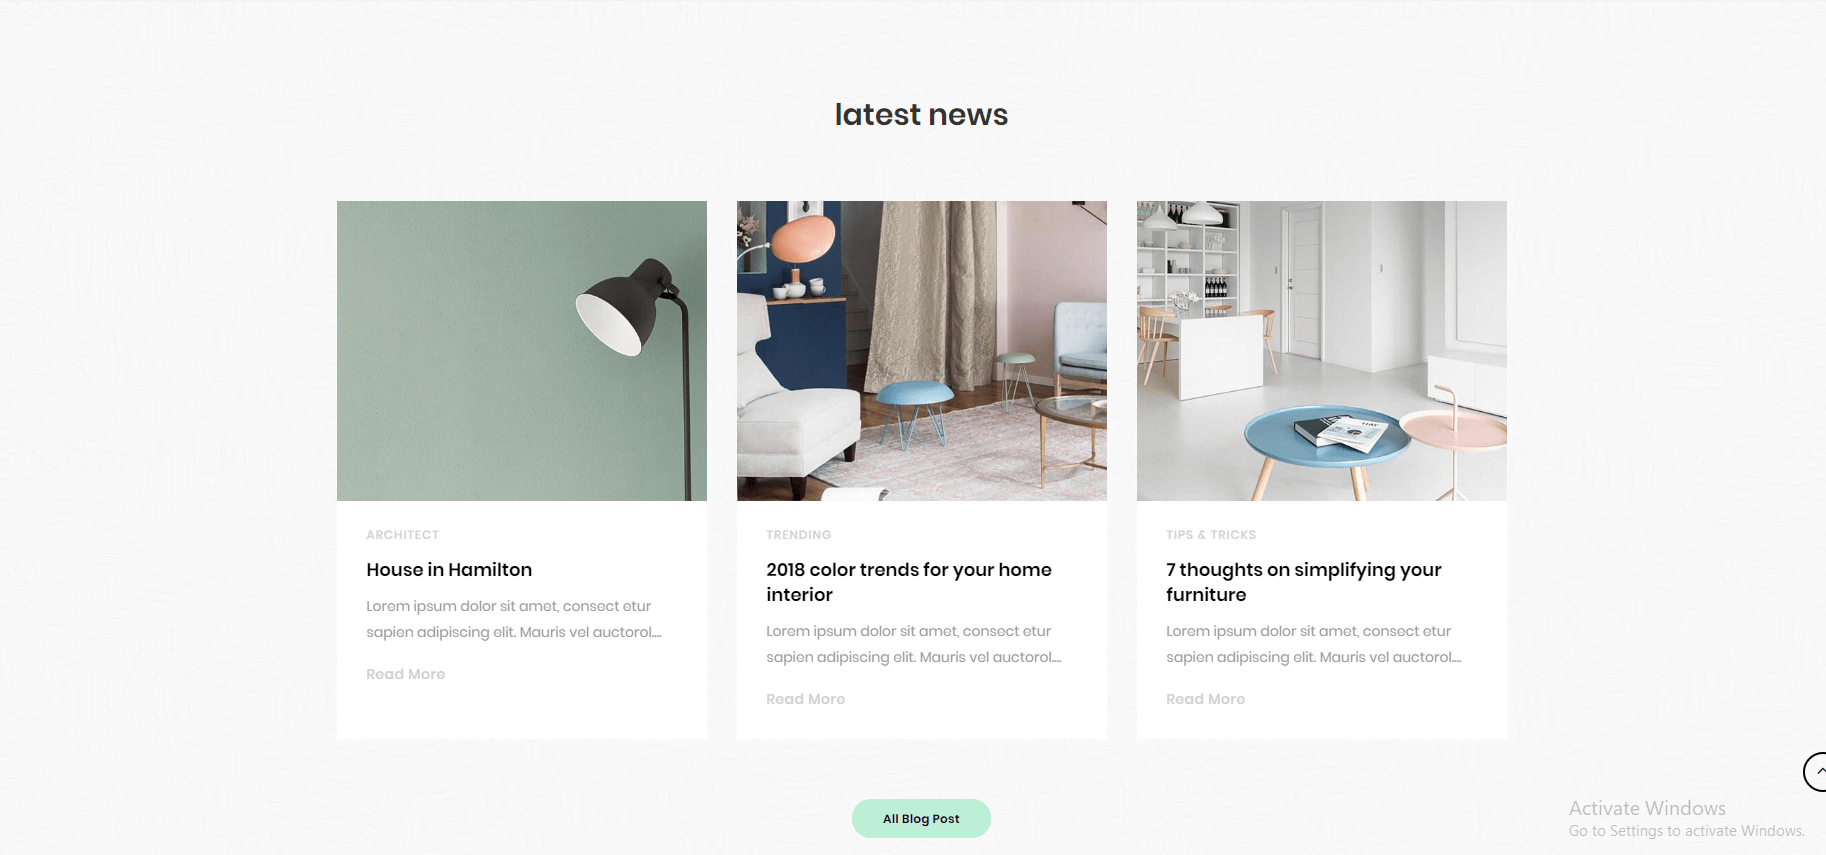 latest news
ARCHITECT
House in Hamilton
Lorem ipsum dolor sit amet, consect etur
sapien adipiscing elit. Mauris vel auctorol....
Read More
TRENDING
2018 color trends for your home
interior
Lorem ipsum dolor sit amet, consect etur
sapien adipiscing elit. Mauris vel auctorol....
Read More
HAY
TIPS & TRICKS
7 thoughts on simplifying your
furniture
Lorem ipsum dolor sit amet, consect etur
sapien adipiscing elit. Mauris vel auctorol....
Read More
All Blog Post
Activate Windows
Go to Settings to activate Windows.